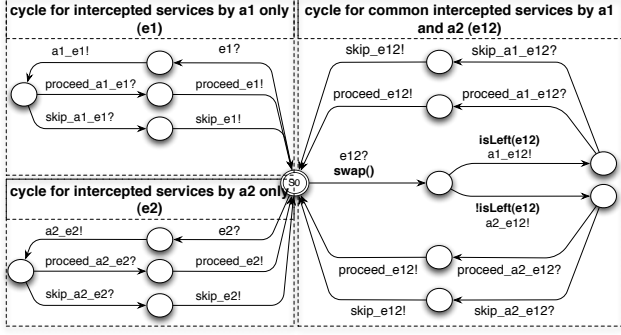 cycle for intercepted services by a1 only
(e1)
a1_e1!
e1?
proceed_a1_e1?
proceed_e1!
skip_a1_e1?
skip_e1!
cycle for intercepted services by a2 only
(e2)
a2_e2!
e2?
proceed_a2_e2?
proceed_e2!
skip_a2_e2?
skip_e2!
cycle for common intercepted services by a1
and a2 (e12)
skip_e12!
skip_a1_e12?
proceed_e12!
proceed_a1_e12?
S0
e12?
swap()
isLeft(e12)
a1_e12!
!isLeft(e12)
a2_e12!
proceed_e12!
proceed_a2_e12?
skip_e12!
skip_a2_e12?